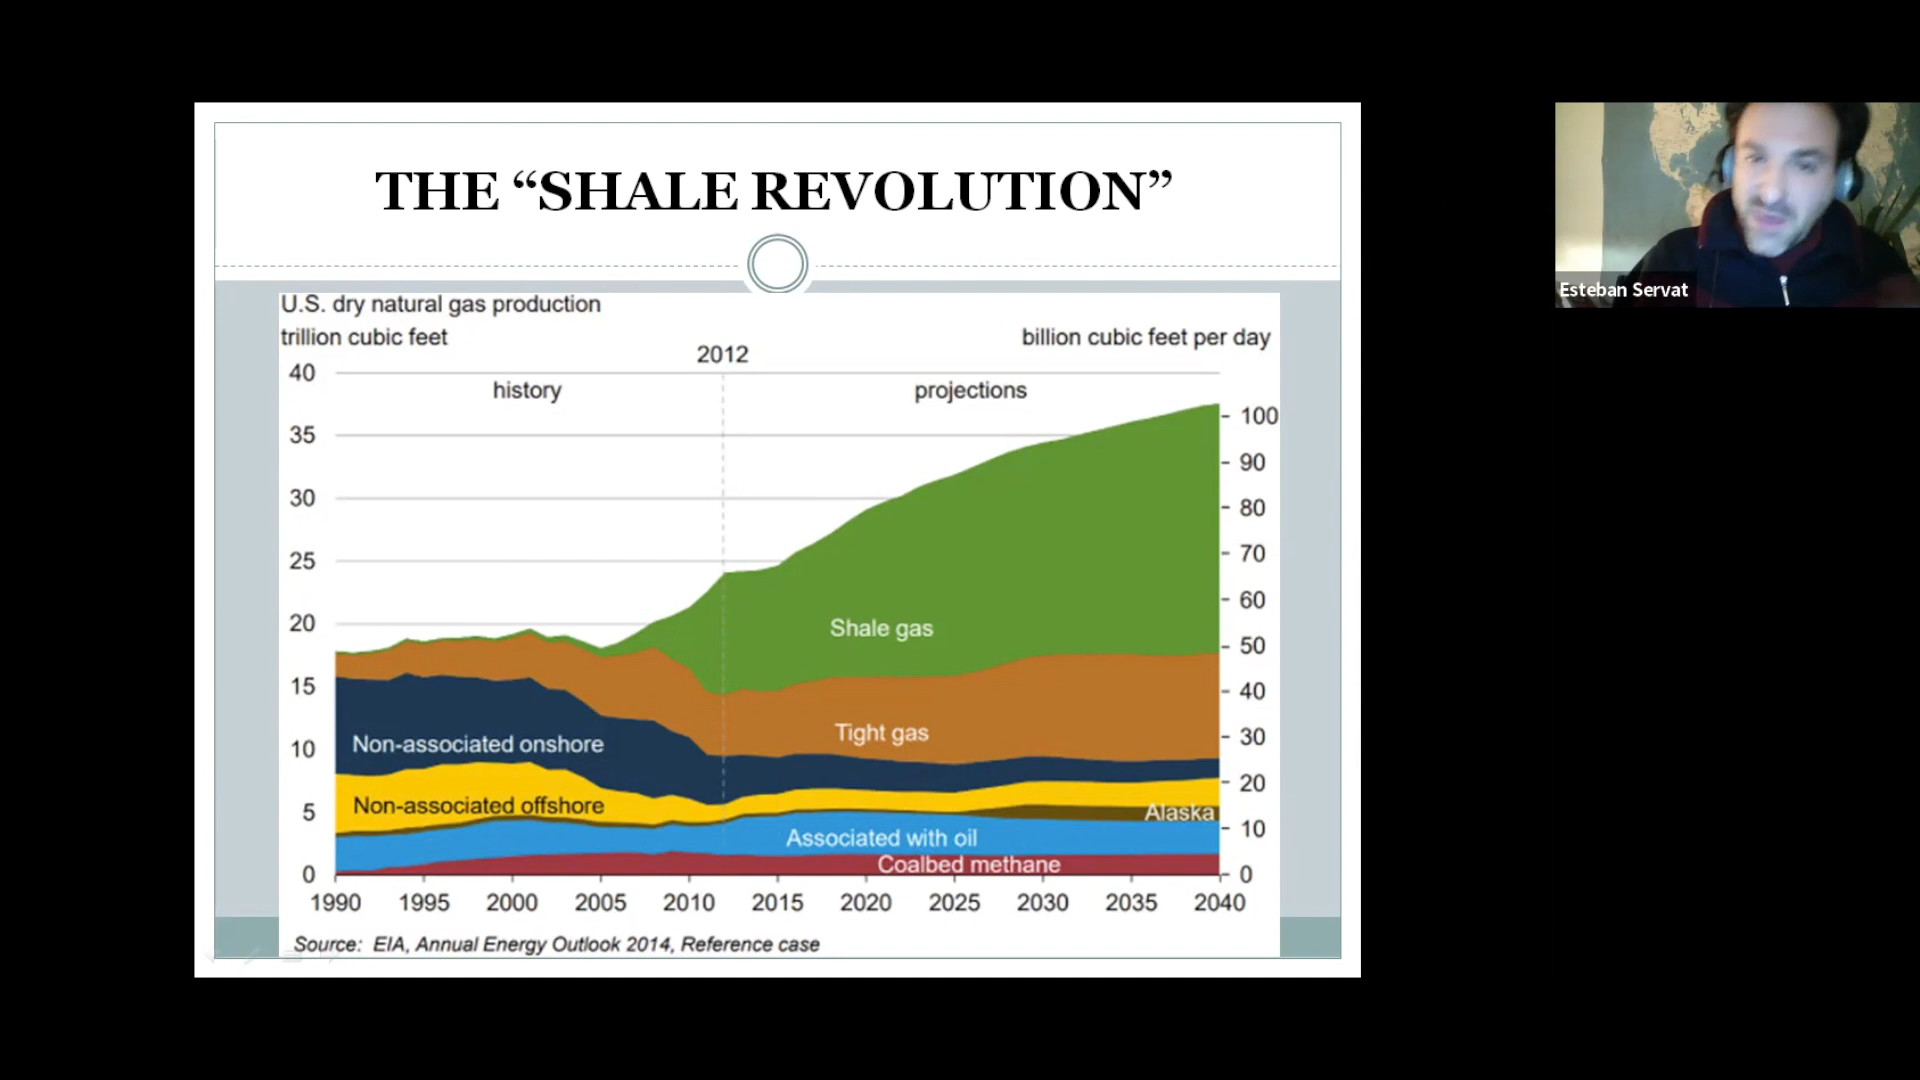 THE “SHALE REVOLUTION”
Esteban Servat
U.S. dry natural gas production
trillion cubic feet
billion cubic feet per day
2012
history
projections
40
35
30
25
20
15
10
5
0
100
90
80
70
60
50
40
30
20
10
0
Shale gas
Tight gas
Non-associated onshore
Non-associated offshore
Alaska
Associated with oil
Coalbed methane
1990 1995 2000 2005 2010 2015 2020 2025 2030 2035 2040
Source: EIA, Annual Energy Outlook 2014, Reference case